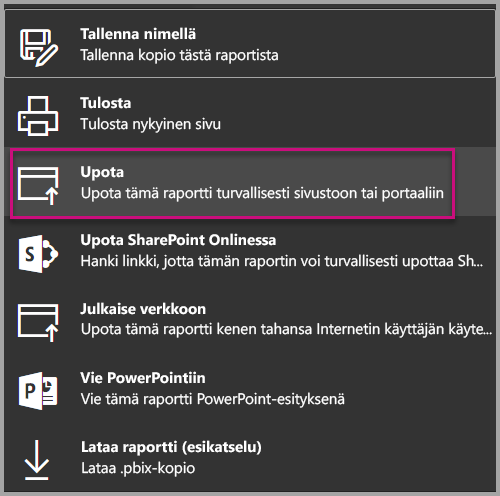 Tallenna nimellä
Tallenna kopio tästä raportista
Tulosta
Tulosta nykyinen sivu
Upota
Upota tämä raportti turvallisesti sivustoon tai portaaliin
Upota SharePoint Onlinessa
Hanki linkki, jotta tämän raportin voi turvallisesti upottaa Sh...
Julkaise verkkoon
Upota tämä raportti kenen tahansa Internetin käyttäjän käyte...
Vie PowerPointiin
Vie tämä raportti PowerPoint-esityksenä
Lataa raportti (esikatselu)
Lataa .pbix-kopio